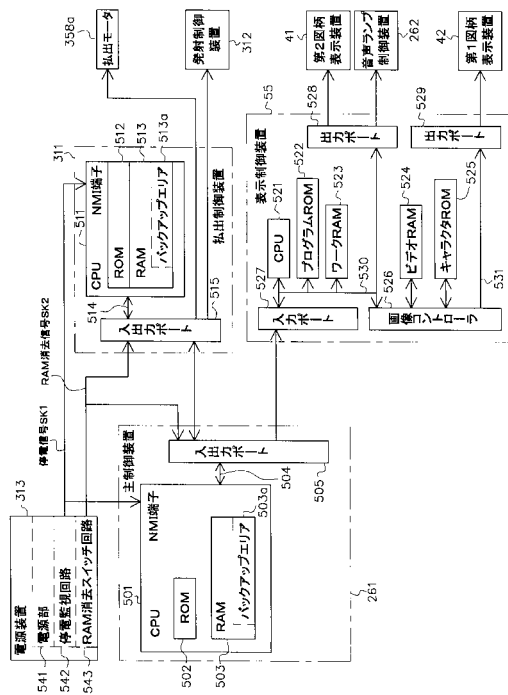 電源装置
313
電源部
541
停電監視回路
542
RAM消去スイッチ回路
543
停電信号SK1
RAM消去信号SK2
主制御装置
261
501
CPU
NMI端子
ROM
502
RAM
503
バックアップエリア
503a
504
入出力ポート
505
311
払出制御装置
511
CPU
NMI端子
ROM
512
RAM
513
バックアップエリア
513a
514
入出力ポート
515
358a
払出モータ
発射制御装置
312
55
表示制御装置
527
入力ポート
CPU
521
プログラムROM
522
ワークRAM
523
530
526
画像コントローラ
ビデオRAM
524
キャラクタROM
525
531
出力ポート
528
出力ポート
529
41
第2図柄
表示装置
音声ランプ
制御装置
262
42
第1図柄
表示装置